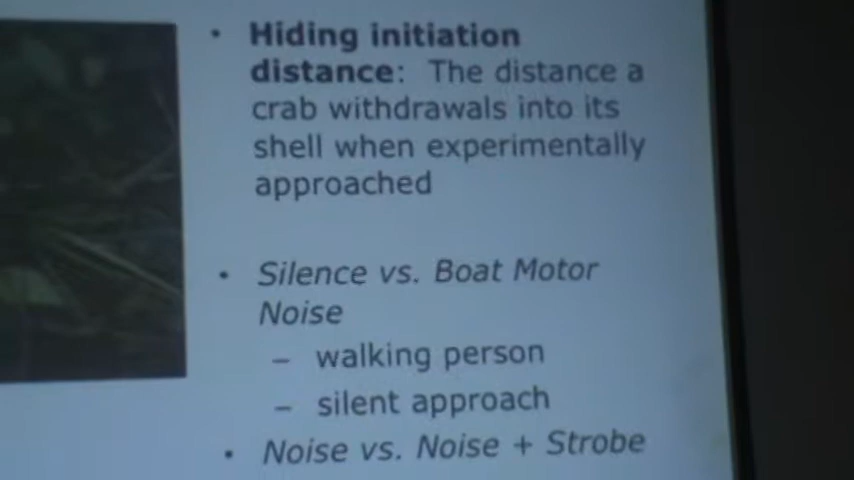 • Hiding initiation
distance: The distance a
crab withdrawals into its
shell when experimentally
approached
• Silence vs. Boat Motor
Noise
– walking person
– silent approach
• Noise vs. Noise + Strobe